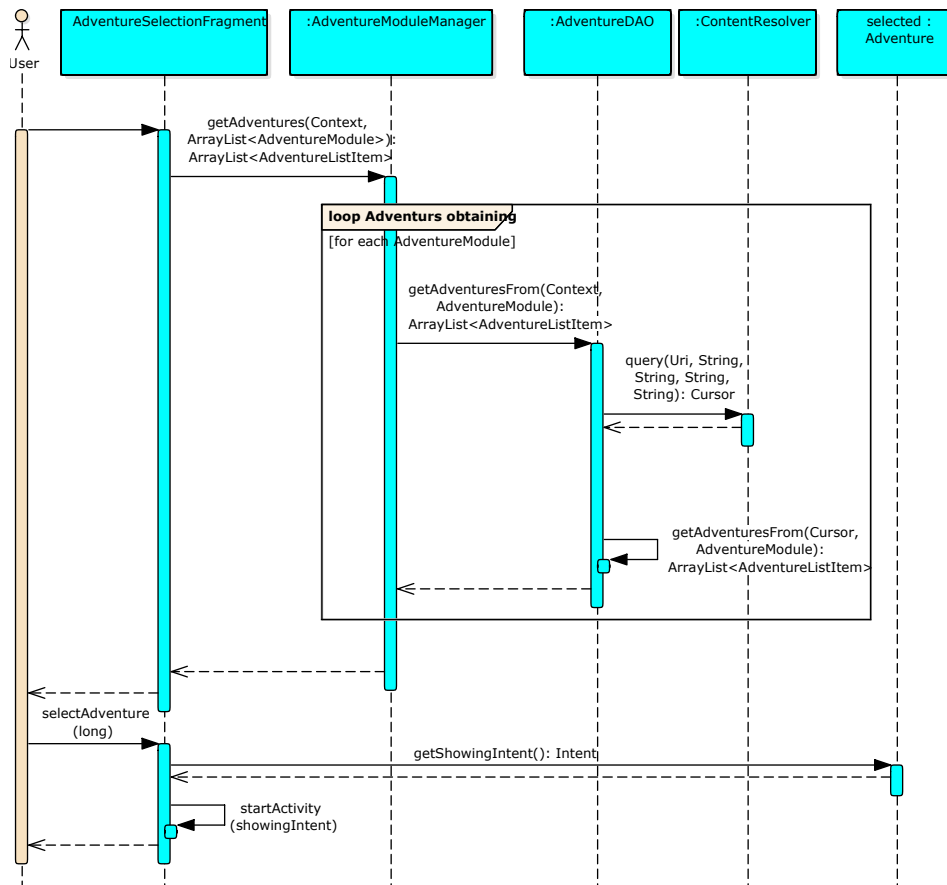 AdventureSelectionFragment
:AdventureModuleManager
:AdventureDAO
:ContentResolver
selected :
Adventure
User
getAdventures(Context,
ArrayList<AdventureModule>):
ArrayList<AdventureListItem>
loop Adventurs obtaining
[for each AdventureModule]
getAdventuresFrom(Context,
AdventureModule):
ArrayList<AdventureListItem>
query(Uri, String,
String, String,
String): Cursor
getAdventuresFrom(Cursor,
AdventureModule):
ArrayList<AdventureListItem>
selectAdventure
(long)
getShowingIntent(): Intent
startActivity
(showingIntent)